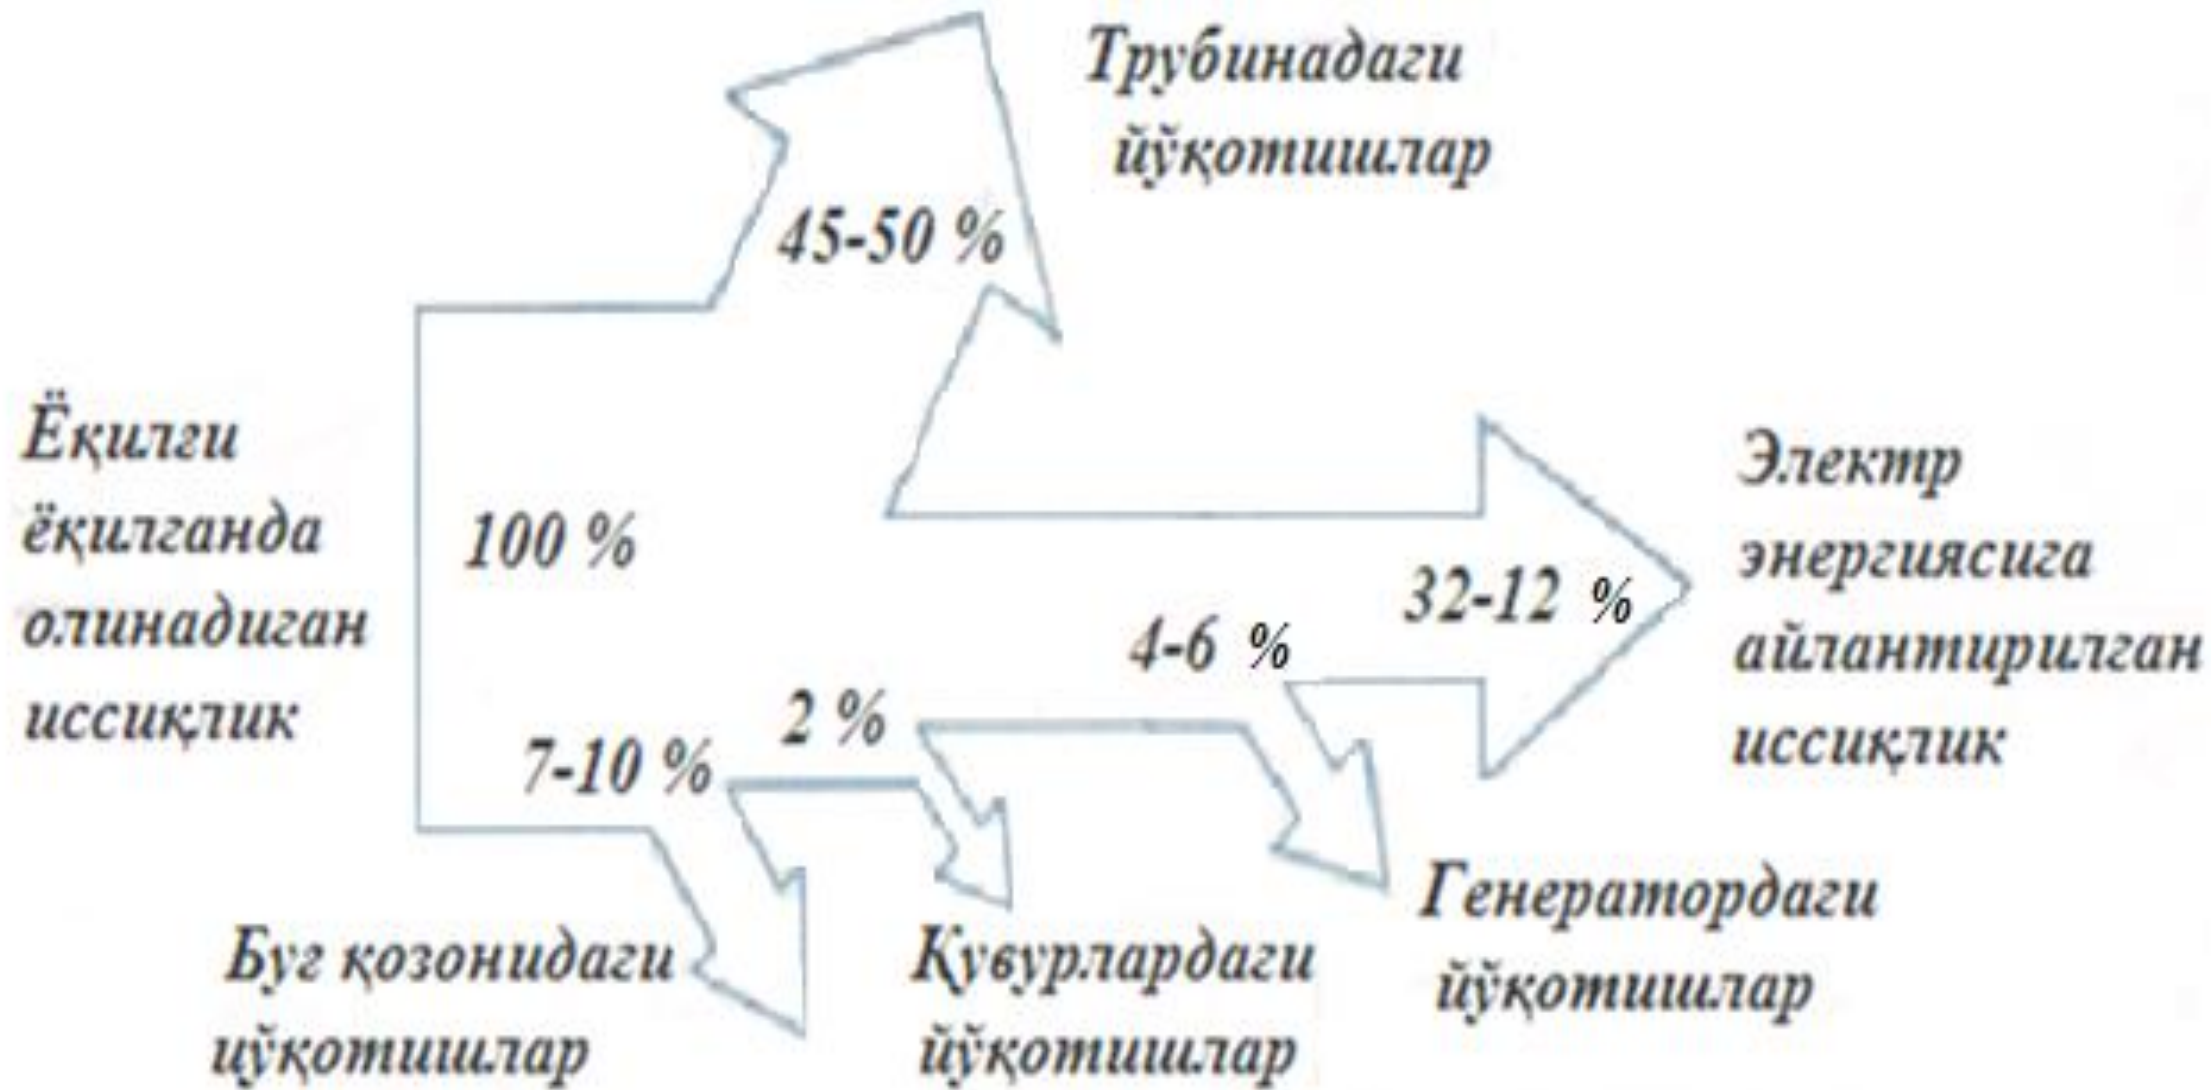 Трубинадаги
йўқотишлар
45-50 %
Ёқилги
ёқилганда
олинадиган
иссиқлик
100 %
Электр
энергиясига
айлантирилган
иссиқлик
32-12 %
4-6 %
2 %
7-10 %
Генератордаги
йўқотишлар
Буг қозонидаги
цўқотишлар
Қувурлардаги
йўқотишлар